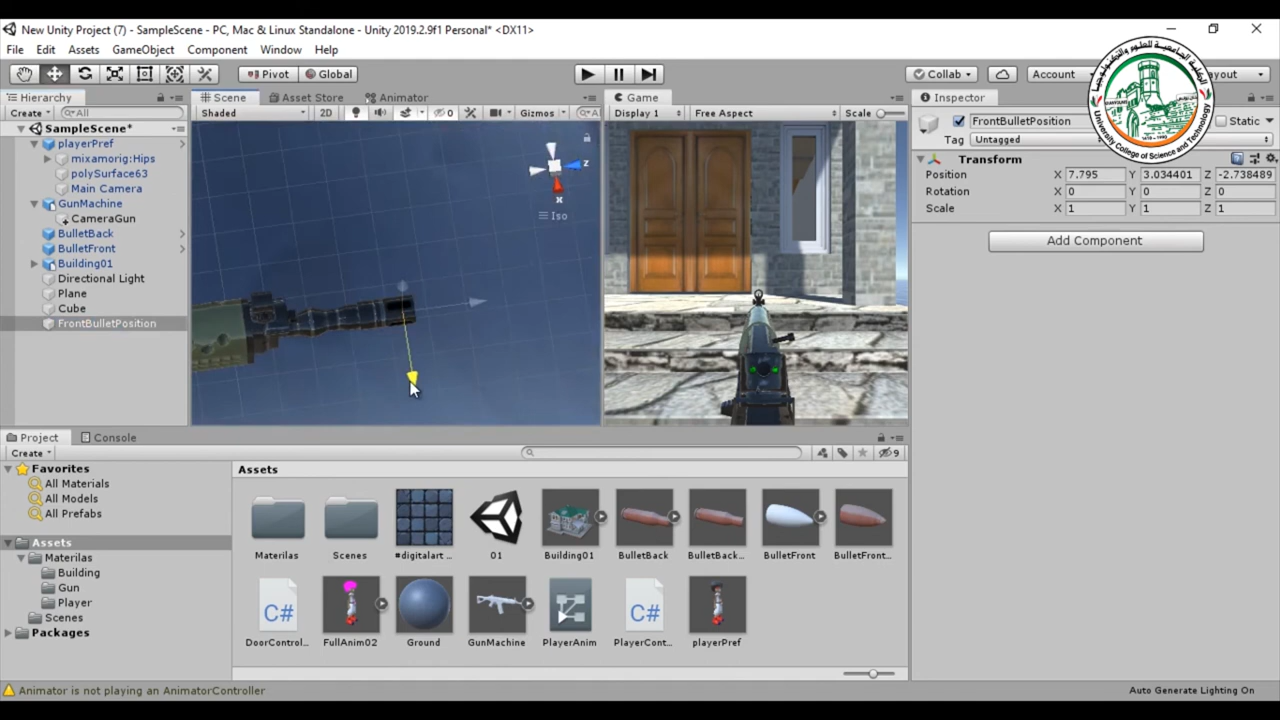 New Unity Project (7) - SampleScene - PC, Mac & Linux Standalone - Unity 2019.2.9f1 Personal* <DX11>
File Edit Assets GameObject Component Window Help
Pivot Global Collab Account
Hierarchy Scene Asset Store Animator Game Inspector
Create All Shaded 2D 0 Gizmos Display 1 Free Aspect Scale
SampleScene*
playerPref
mixamorig:Hips
polySurface63
Main Camera
GunMachine
CameraGun
BulletBack
BulletFront
Building01
Directional Light
Plane
Cube
FrontBulletPosition
z
x
Iso
FrontBulletPosition Static
Tag Untagged
Transform
Position X 7.795 Y 3.034401 Z -2.738489
Rotation X 0 Y 0 Z 0
Scale X 1 Y 1 Z 1
Add Component
University College of Science and Technology
Project Console
Create 9
Favorites
All Materials
All Models
All Prefabs
Assets
Materilas
Building
Gun
Player
Scenes
Packages
Assets
Materilas Scenes #digitalart ... 01 Building01 BulletBack BulletBack... BulletFront BulletFront...
DoorControl... FullAnim02 Ground GunMachine PlayerAnim PlayerCont... playerPref
Animator is not playing an AnimatorController
Auto Generate Lighting On